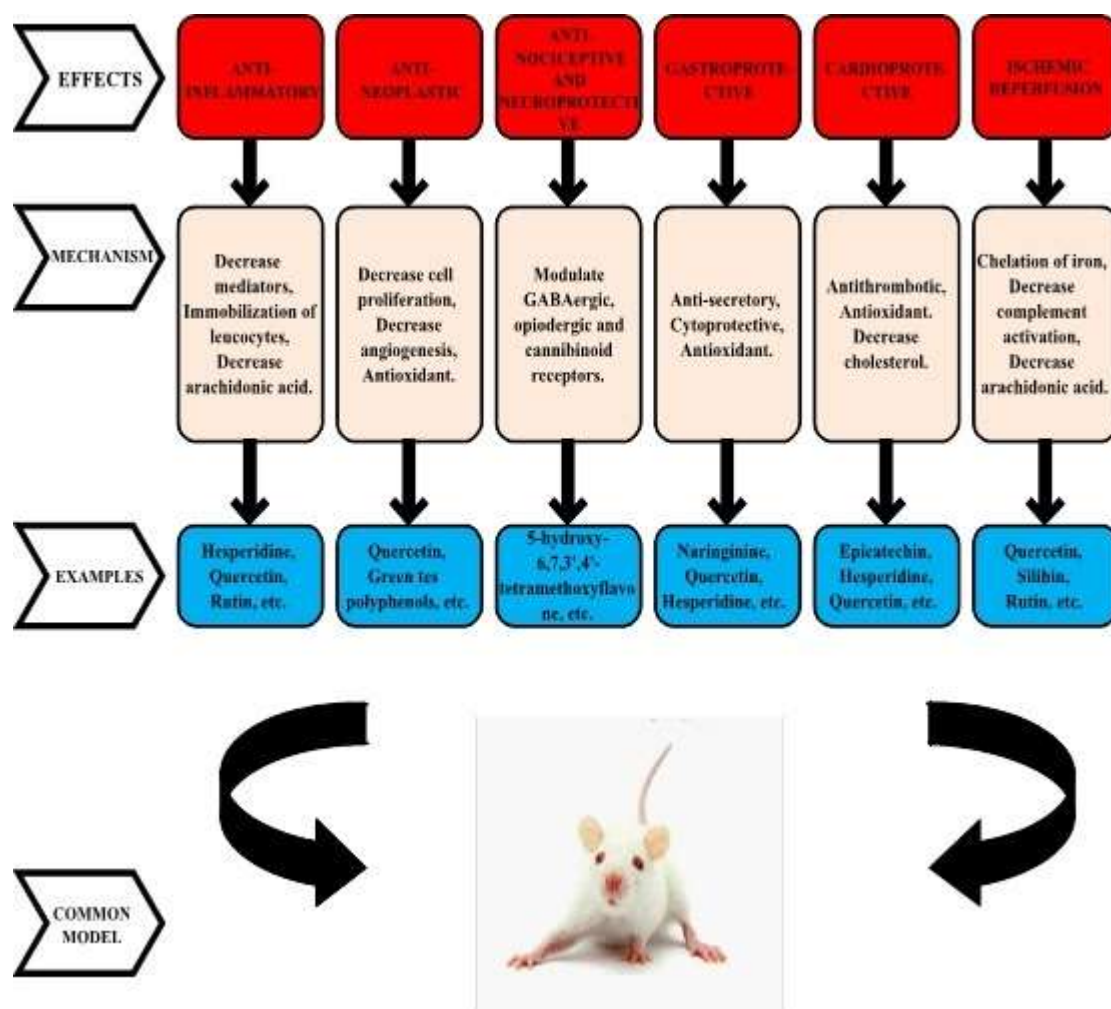 EFFECTS
ANTI-
INFLAMMATORY
ANTI-
NEOPLASTIC
ANTI-
NOCICEPTIVE
AND
NEUROPROTECTI
VE
GASTROPROTE-
CTIVE
CARDIOPROTE-
CTIVE
ISCHEMIC
REPERFUSION
MECHANISM
Decrease
mediators,
Immobilization of
leucocytes,
Decrease
arachidonic acid.
Decrease cell
proliferation,
Decrease
angiogenesis,
Antioxidant.
Modulate
GABAergic,
opiodergic and
cannibinoid
receptors.
Anti-secretory,
Cytoprotective,
Antioxidant.
Antithrombotic,
Antioxidant.
Decrease
cholesterol.
Chelation of iron,
Decrease
complement
activation,
Decrease
arachidonic acid.
EXAMPLES
Hesperidine,
Quercetin,
Rutin, etc.
Quercetin,
Green tes
polyphenols, etc.
5-hydroxy-
6,7,3',4'-
tetramethoxyflavo
ne, etc.
Naringinine,
Quercetin,
Hesperidine, etc.
Epicatechin,
Hesperidine,
Quercetin, etc.
Quercetin,
Silibin,
Rutin, etc.
COMMON
MODEL